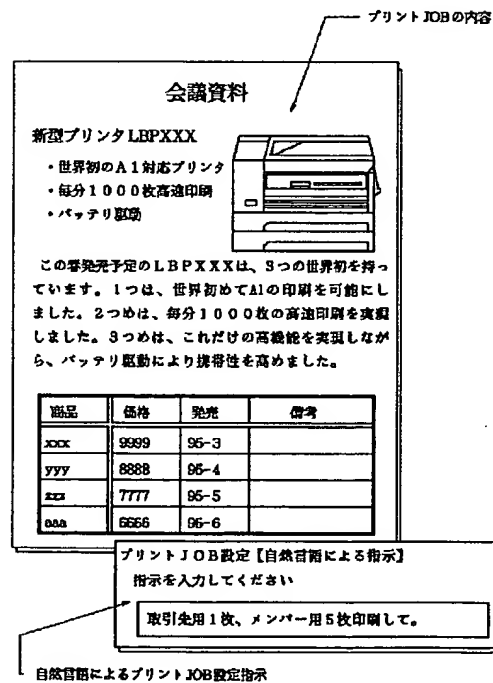 プリントJOBの内容
会議資料
新型プリンタLBPXXX
・世界初のA1対応プリンタ
・毎分1000枚高速印刷
・バッテリ駆動
この春発売予定のLBPXXXは、3つの世界初を持っ
ています。1つは、世界初めてA1の印刷を可能にし
ました。2つめは、毎分1000枚の高速印刷を実現
しました。3つめは、これだけの高機能を実現しなが
ら、バッテリ駆動により携帯性を高めました。
商品 価格 発売 備考
xxx 9999 95-3
yyy 8888 95-4
zzz 7777 95-5
aaa 6666 95-6
プリントJOB設定【自然言語による指示】
指示を入力してください
取引先用1枚、メンバー用5枚印刷して。
自然言語によるプリントJOB設定指示